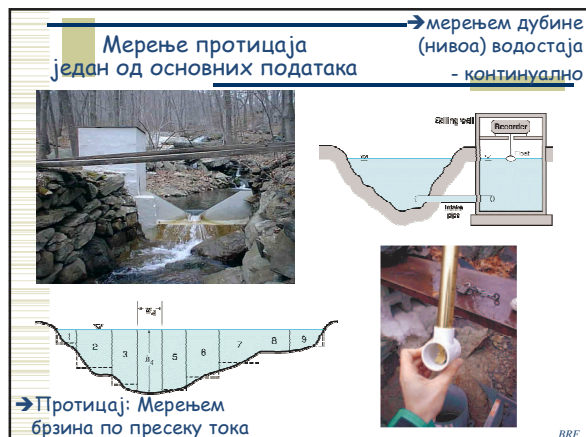 Мерење протицаја
један од основних података
➔мерењем дубине
(нивоа) водостаја
- континуално
Stilling well
Recorder
Float
Intake
pipe
1 2 3 5 6 7 8 9
➔Протицај: Мерењем
брзина по пресеку тока
BRF